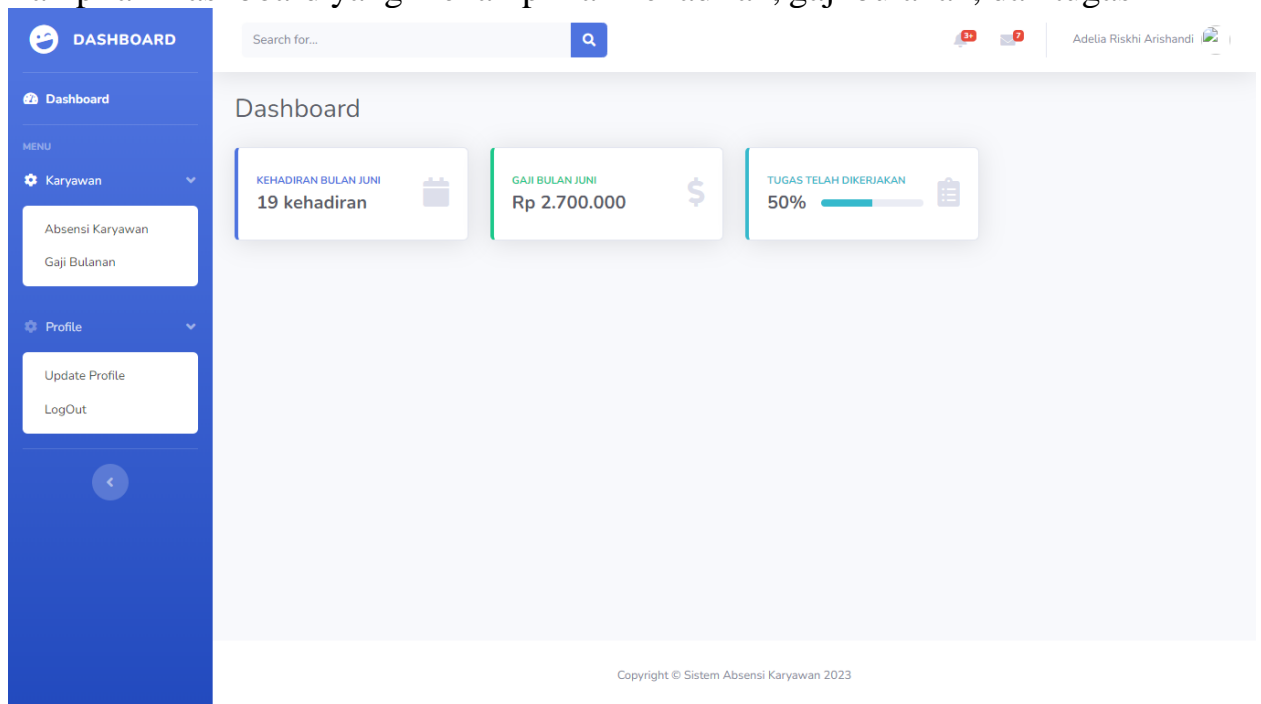 DASHBOARD
Search for...
3+
7
Adelia Riskhi Arishandi
Dashboard
MENU
Karyawan
Absensi Karyawan
Gaji Bulanan
Profile
Update Profile
LogOut
Dashboard
KEHADIRAN BULAN JUNI
19 kehadiran
GAJI BULAN JUNI
Rp 2.700.000
TUGAS TELAH DIKERJAKAN
50%
Copyright © Sistem Absensi Karyawan 2023